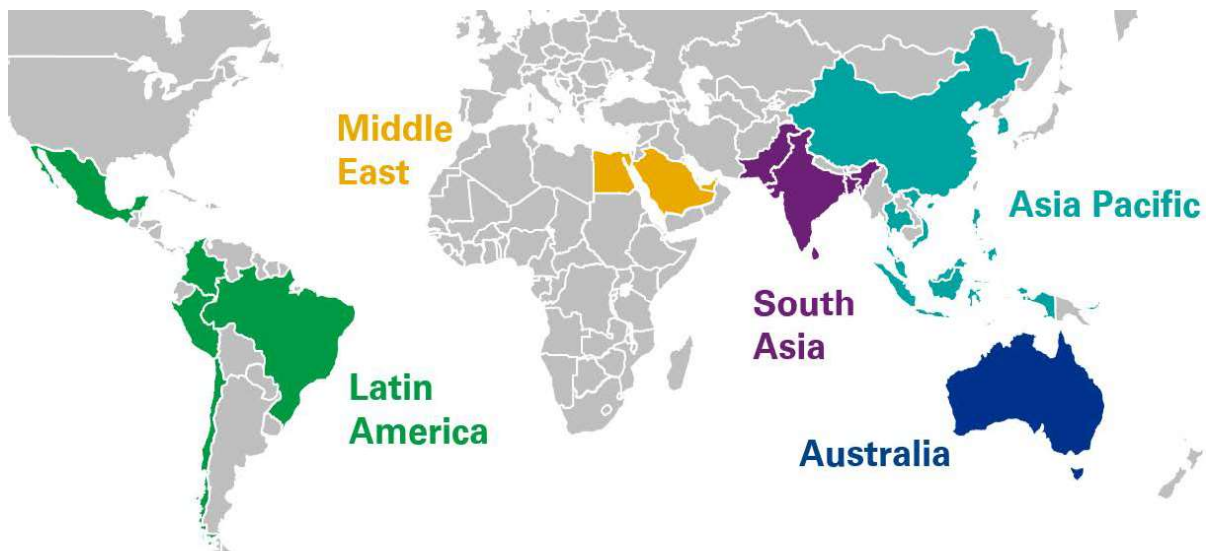 Middle
East
Asia Pacific
South
Asia
Latin
America
Australia